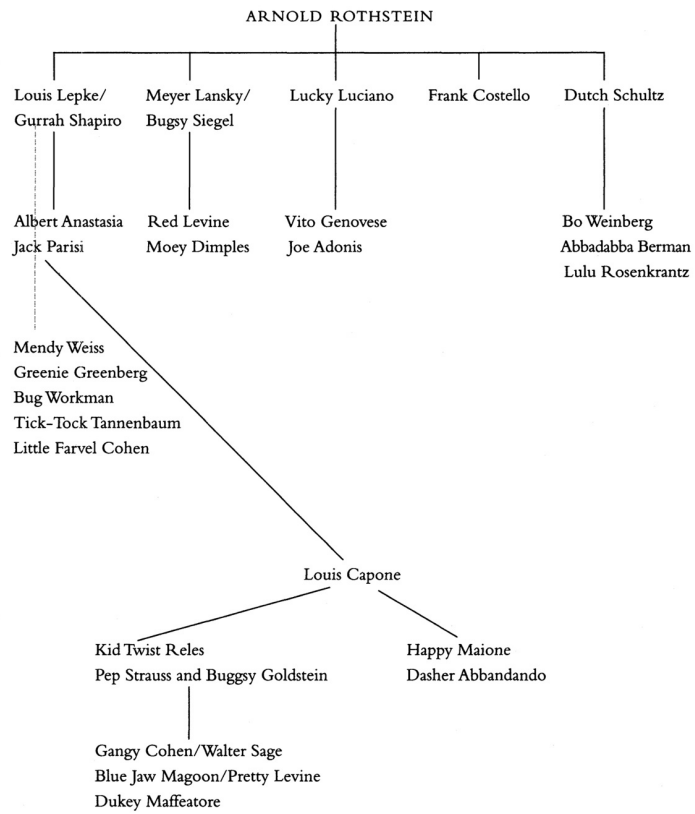 ARNOLD ROTHSTEIN
Louis Lepke/
Gurrah Shapiro
Meyer Lansky/
Bugsy Siegel
Lucky Luciano
Frank Costello
Dutch Schultz
Albert Anastasia
Jack Parisi
Red Levine
Moey Dimples
Vito Genovese
Joe Adonis
Bo Weinberg
Abbadabba Berman
Lulu Rosenkrantz
Mendy Weiss
Greenie Greenberg
Bug Workman
Tick-Tock Tannenbaum
Little Farvel Cohen
Louis Capone
Kid Twist Reles
Pep Strauss and Buggsy Goldstein
Happy Maione
Dasher Abbandando
Gangy Cohen/Walter Sage
Blue Jaw Magoon/Pretty Levine
Dukey Maffeatore